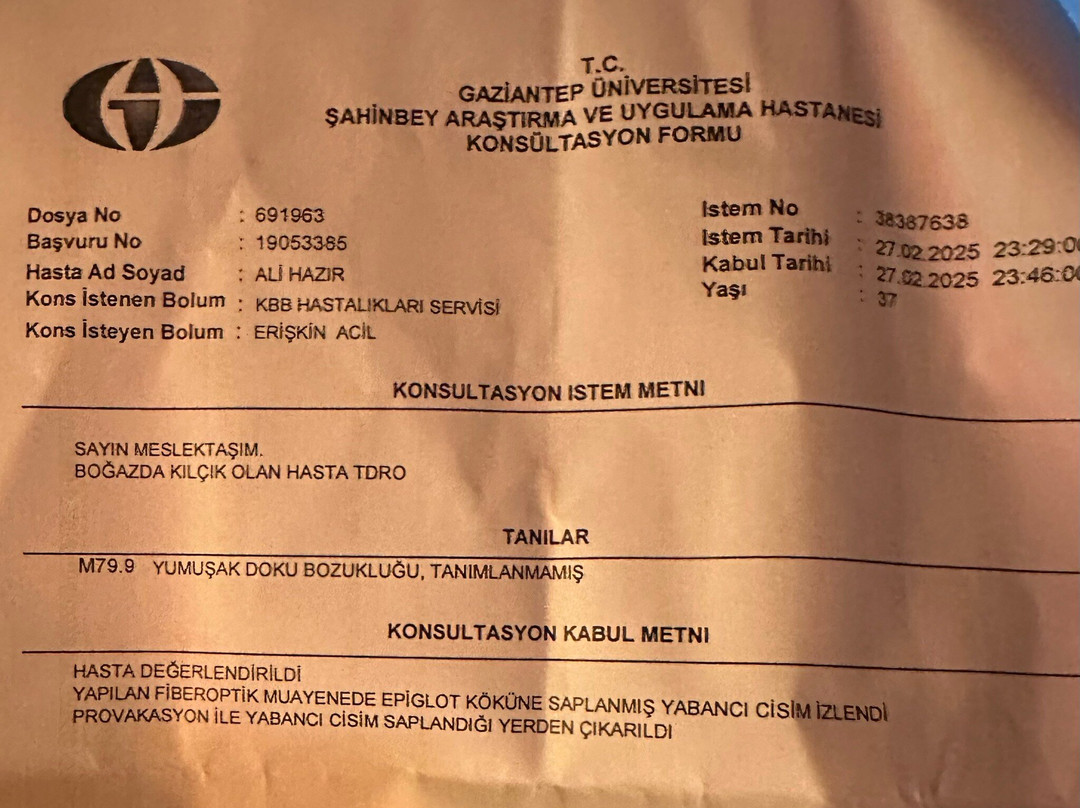 T.C.
GAZİANTEP ÜNİVERSİTESİ
ŞAHİNBEY ARAŞTIRMA VE UYGULAMA HASTANESİ
KONSÜLTASYON FORMU
Dosya No : 691963
Başvuru No : 19053385
Hasta Ad Soyad : ALİ HAZIR
Kons İstenen Bolum : KBB HASTALIKLARI SERVİSİ
Kons İsteyen Bolum : ERİŞKİN ACİL
Istem No : 38387638
Istem Tarihi : 27.02.2025 23:29:00
Kabul Tarihi : 27.02.2025 23:46:00
Yaşı : 37
KONSULTASYON ISTEM METNI
SAYIN MESLEKTAŞIM.
BOĞAZDA KILÇIK OLAN HASTA TDRO
TANILAR
M79.9 YUMUŞAK DOKU BOZUKLUĞU, TANIMLANMAMIŞ
KONSULTASYON KABUL METNI
HASTA DEĞERLENDİRİLDİ
YAPILAN FİBEROPTİK MUAYENEDE EPİGLOT KÖKÜNE SAPLANMIŞ YABANCI CİSİM İZLENDİ
PROVAKASYON İLE YABANCI CİSİM SAPLANDIĞI YERDEN ÇIKARILDI